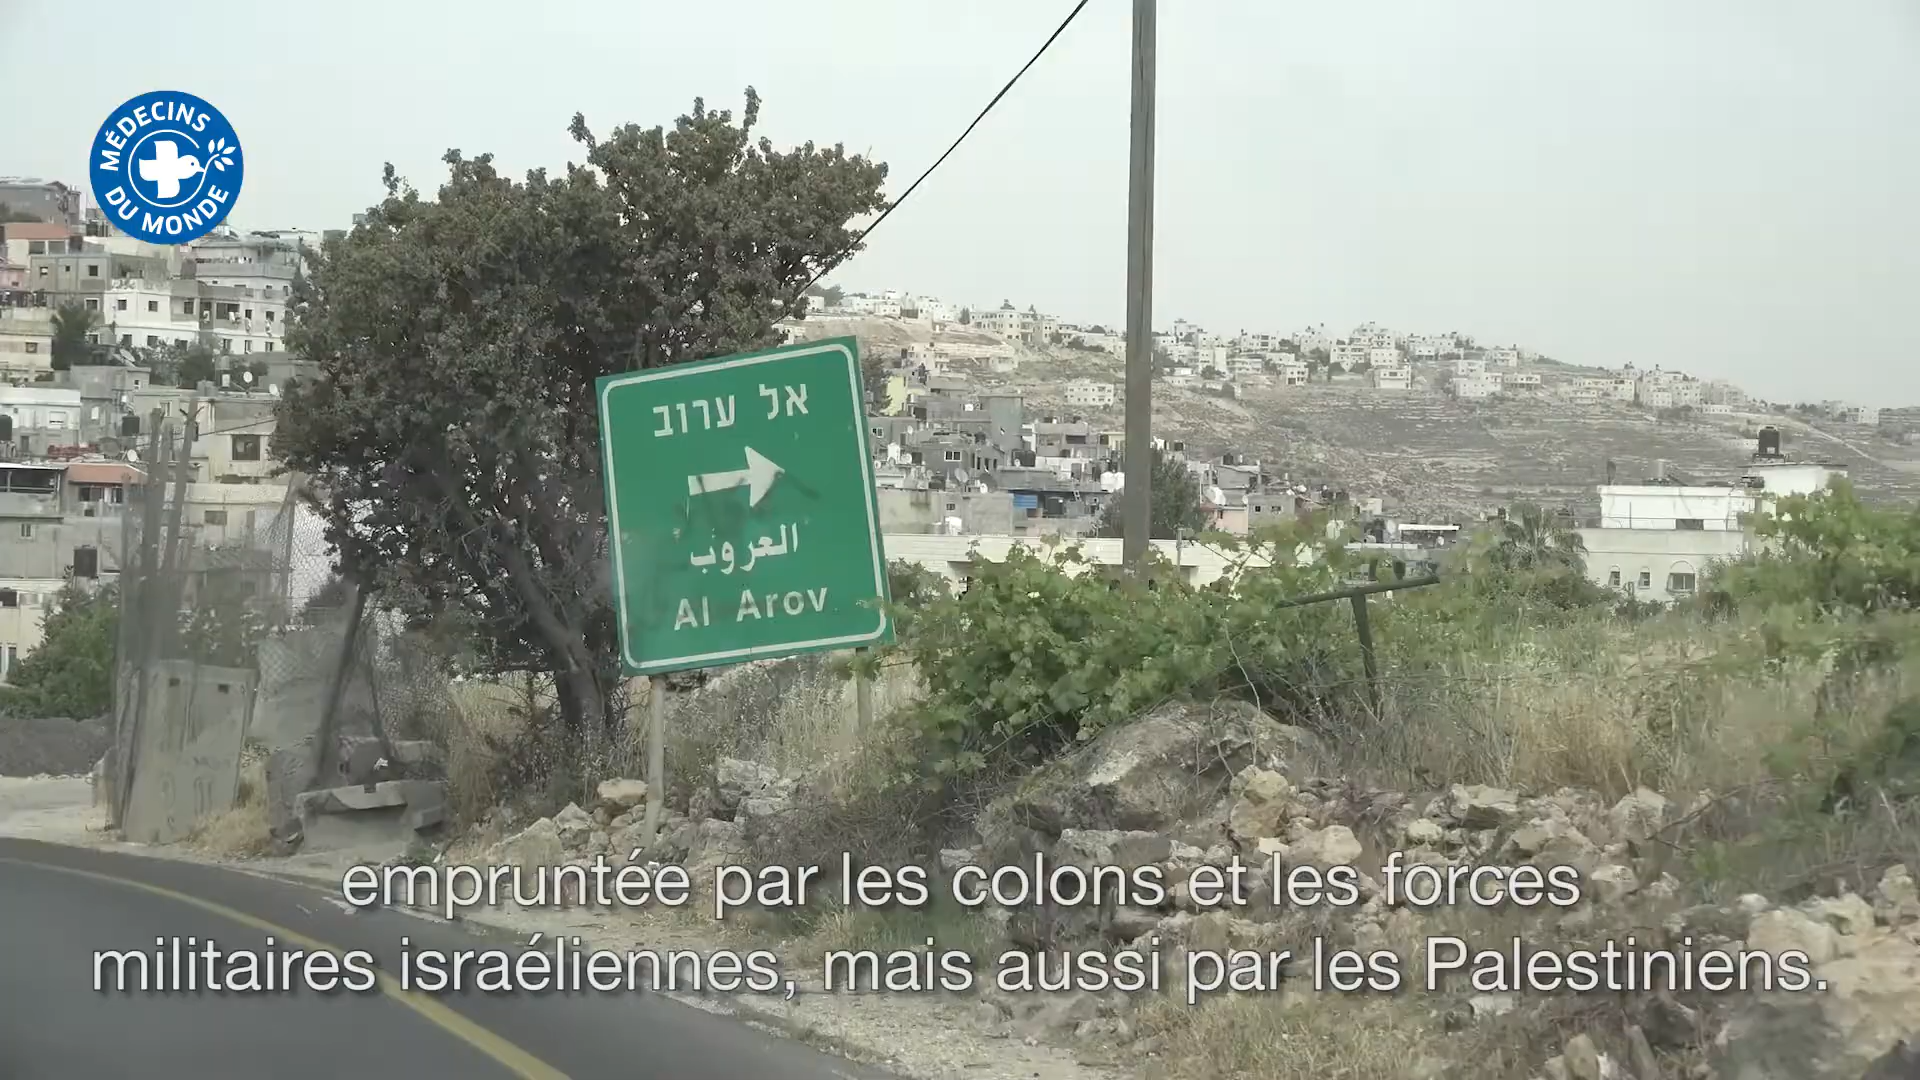 MÉDECINS
DU MONDE
אל ערוב
العروب
Al Arov
empruntée par les colons et les forces
militaires israéliennes, mais aussi par les Palestiniens.